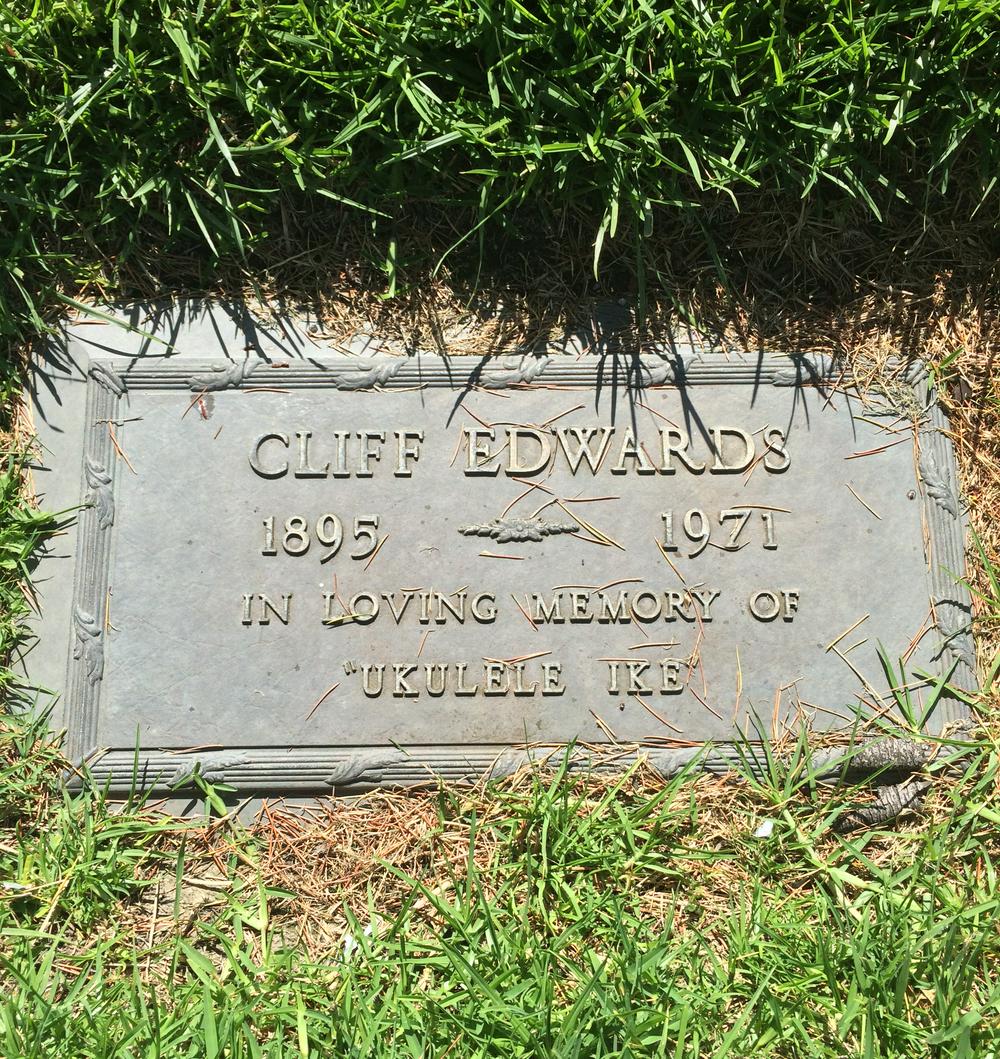 CLIFF EDWARDS
1895 1971
IN LOVING MEMORY OF
"UKULELE IKE"